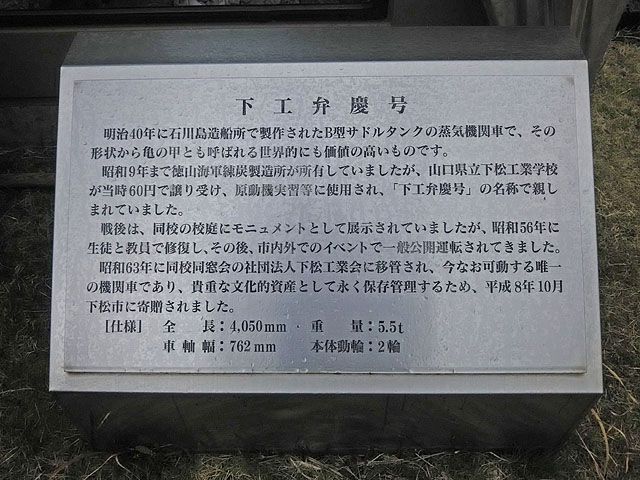 下工弁慶号
明治40年に石川島造船所で製作されたB型サドルタンクの蒸気機関車で、その
形状から亀の甲とも呼ばれる世界的にも価値の高いものです。
昭和9年まで徳山海軍練炭製造所が所有していましたが、山口県立下松工業学校
が当時60円で譲り受け、原動機実習等に使用され、「下工弁慶号」の名称で親し
まれていました。
戦後は、同校の校庭にモニュメントとして展示されていましたが、昭和56年に
生徒と教員で修復し、その後、市内外でのイベントで一般公開運転されてきました。
昭和63年に同校同窓会の社団法人下松工業会に移管され、今なお可動する唯一
の機関車であり、貴重な文化的資産として永く保存管理するため、平成8年10月
下松市に寄贈されました。
[仕様] 全長：4,050mm 重量：5.5t
車軸幅：762mm 本体動輪：2輪